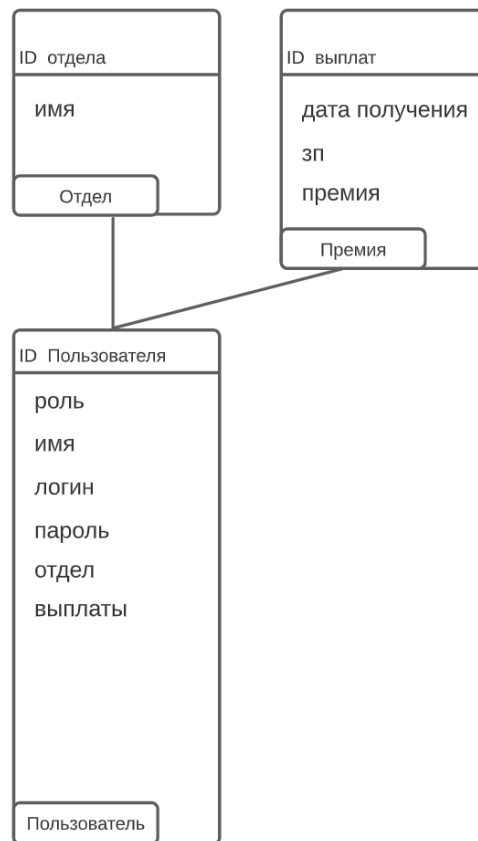 ID отдела
имя
Отдел
ID выплат
дата получения
зп
премия
Премия
ID Пользователя
роль
имя
логин
пароль
отдел
выплаты
Пользователь